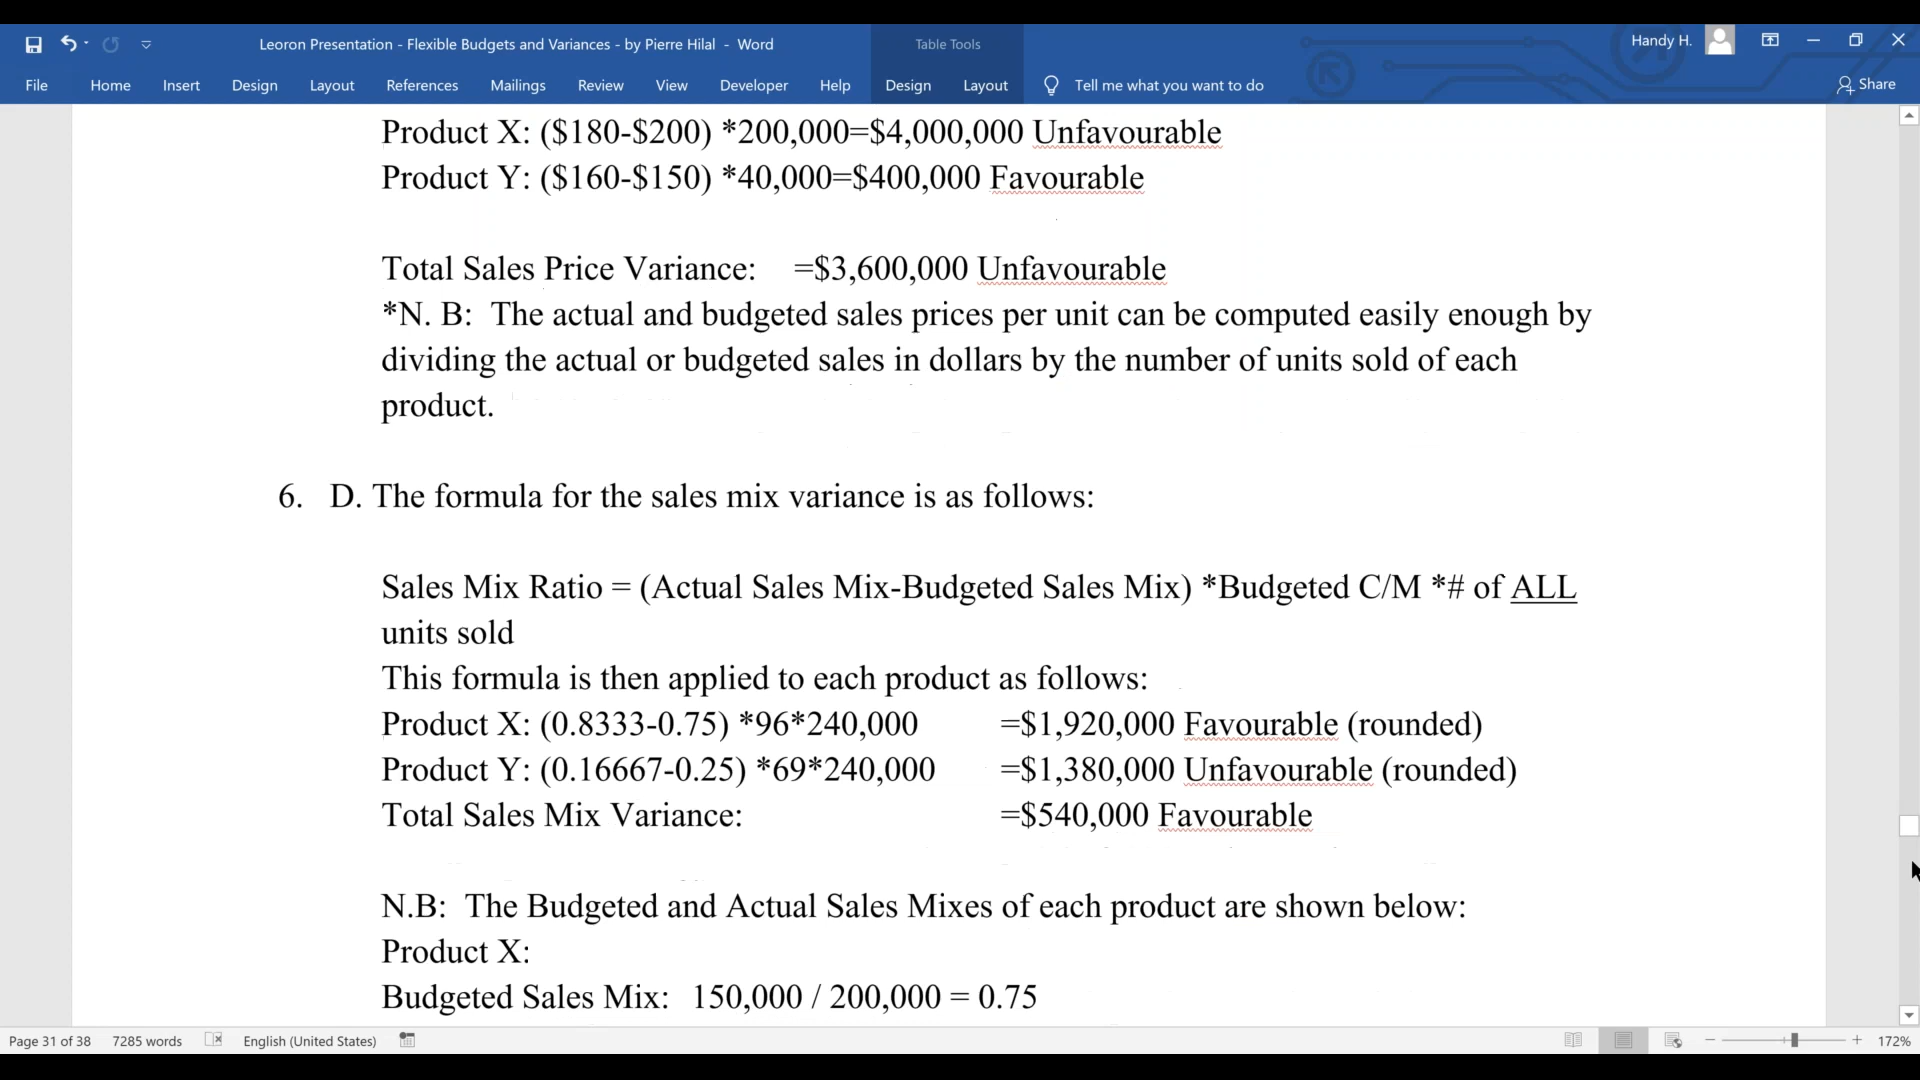 Leoron Presentation - Flexible Budgets and Variances - by Pierre Hilal - Word
Table Tools
Handy H.
File Home Insert Design Layout References Mailings Review View Developer Help Design Layout Tell me what you want to do Share
Product X: ($180-$200) *200,000=$4,000,000 Unfavourable
Product Y: ($160-$150) *40,000=$400,000 Favourable
Total Sales Price Variance: =$3,600,000 Unfavourable
*N. B: The actual and budgeted sales prices per unit can be computed easily enough by
dividing the actual or budgeted sales in dollars by the number of units sold of each
product.
6. D. The formula for the sales mix variance is as follows:
Sales Mix Ratio = (Actual Sales Mix-Budgeted Sales Mix) *Budgeted C/M *# of ALL
units sold
This formula is then applied to each product as follows:
Product X: (0.8333-0.75) *96*240,000 =$1,920,000 Favourable (rounded)
Product Y: (0.16667-0.25) *69*240,000 =$1,380,000 Unfavourable (rounded)
Total Sales Mix Variance: =$540,000 Favourable
N.B: The Budgeted and Actual Sales Mixes of each product are shown below:
Product X:
Budgeted Sales Mix: 150,000 / 200,000 = 0.75
Page 31 of 38 7285 words English (United States) 172%